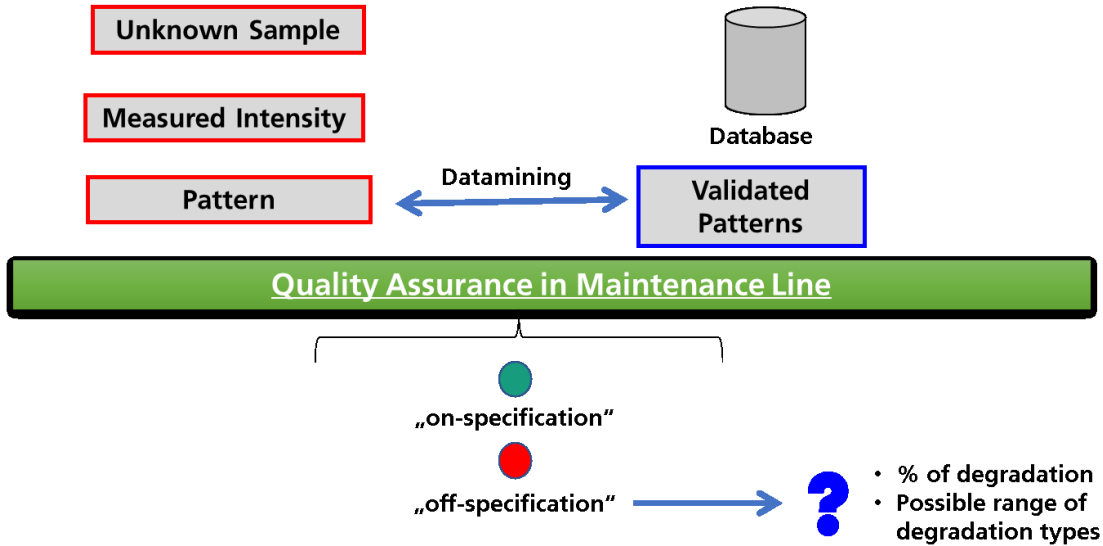 Unknown Sample
Measured Intensity
Database
Pattern
Datamining
Validated
Patterns
Quality Assurance in Maintenance Line
„on-specification“
„off-specification“
?
• % of degradation
• Possible range of
degradation types